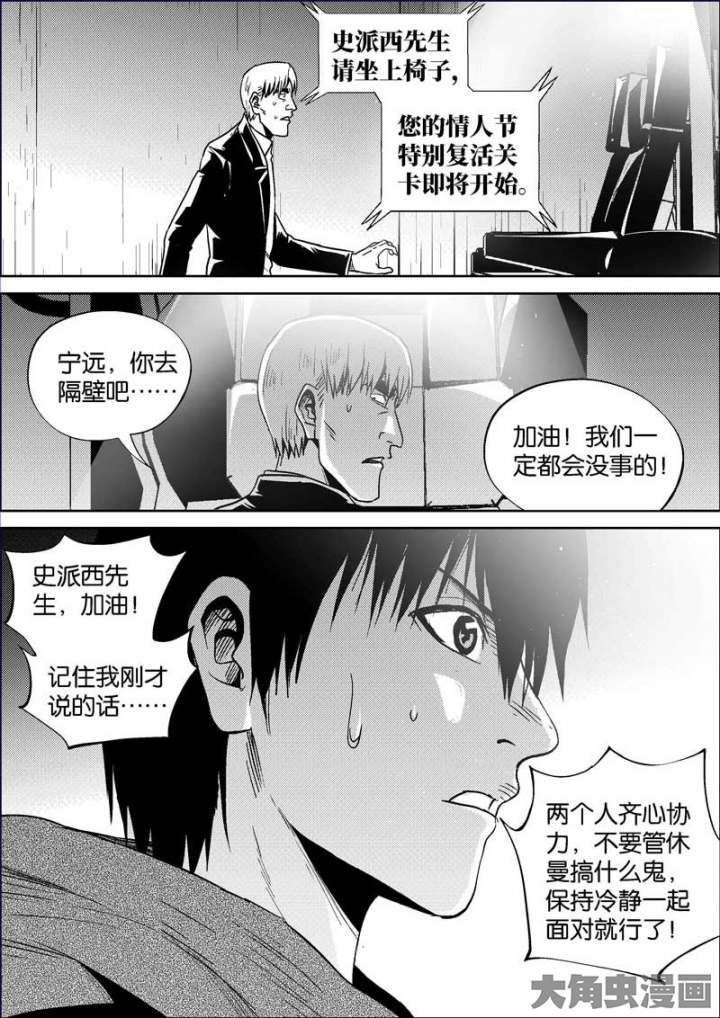 史派西先生
请坐上椅子，
您的情人节
特别复活关
卡即将开始。
宁远，你去
隔壁吧……
加油！我们一
定都会没事的！
史派西先
生，加油！
记住我刚才
说的话……
两个人齐心协
力，不要管休
曼搞什么鬼，
保持冷静一起
面对就行了！
大角虫漫画